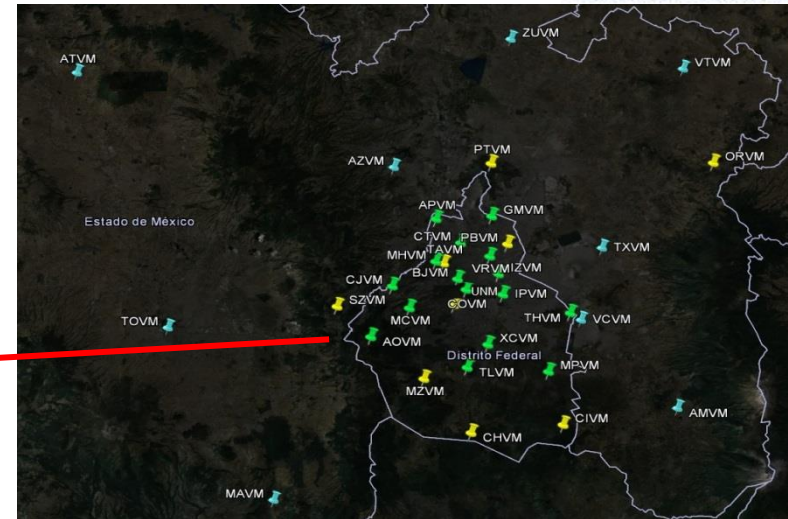 ZUVM
ATVM
VTVM
PTVM
AZVM
ORVM
APVM
GMVM
Estado de México
CTVM
PBVM
TAVM
TXVM
MHVM
BJVM
VRVM
IZVM
CJVM
UNM
IPVM
SZVM
COVM
THVM
VCVM
TOVM
MCVM
AOVM
XCVM
Distrito Federal
TLVM
MPVM
MZVM
AMVM
CIVM
CHVM
MAVM